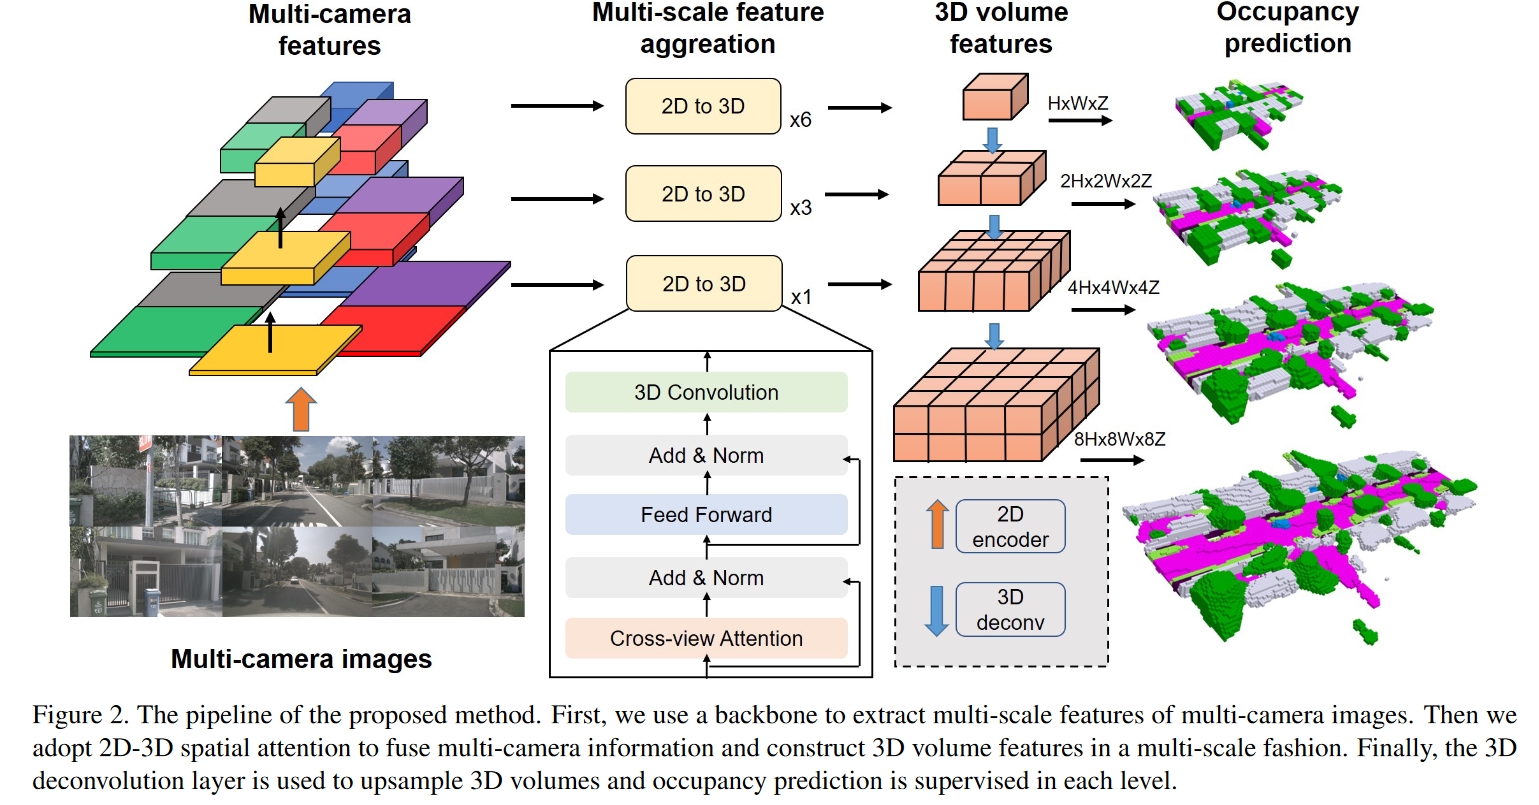 Multi-camera
features
Multi-scale feature
aggreation
3D volume
features
Occupancy
prediction
2D to 3D
x6
HxWxZ
2D to 3D
x3
2Hx2Wx2Z
2D to 3D
x1
4Hx4Wx4Z
3D Convolution
Add & Norm
Feed Forward
Add & Norm
Cross-view Attention
8Hx8Wx8Z
2D
encoder
3D
deconv
Multi-camera images
Figure 2. The pipeline of the proposed method. First, we use a backbone to extract multi-scale features of multi-camera images. Then we
adopt 2D-3D spatial attention to fuse multi-camera information and construct 3D volume features in a multi-scale fashion. Finally, the 3D
deconvolution layer is used to upsample 3D volumes and occupancy prediction is supervised in each level.